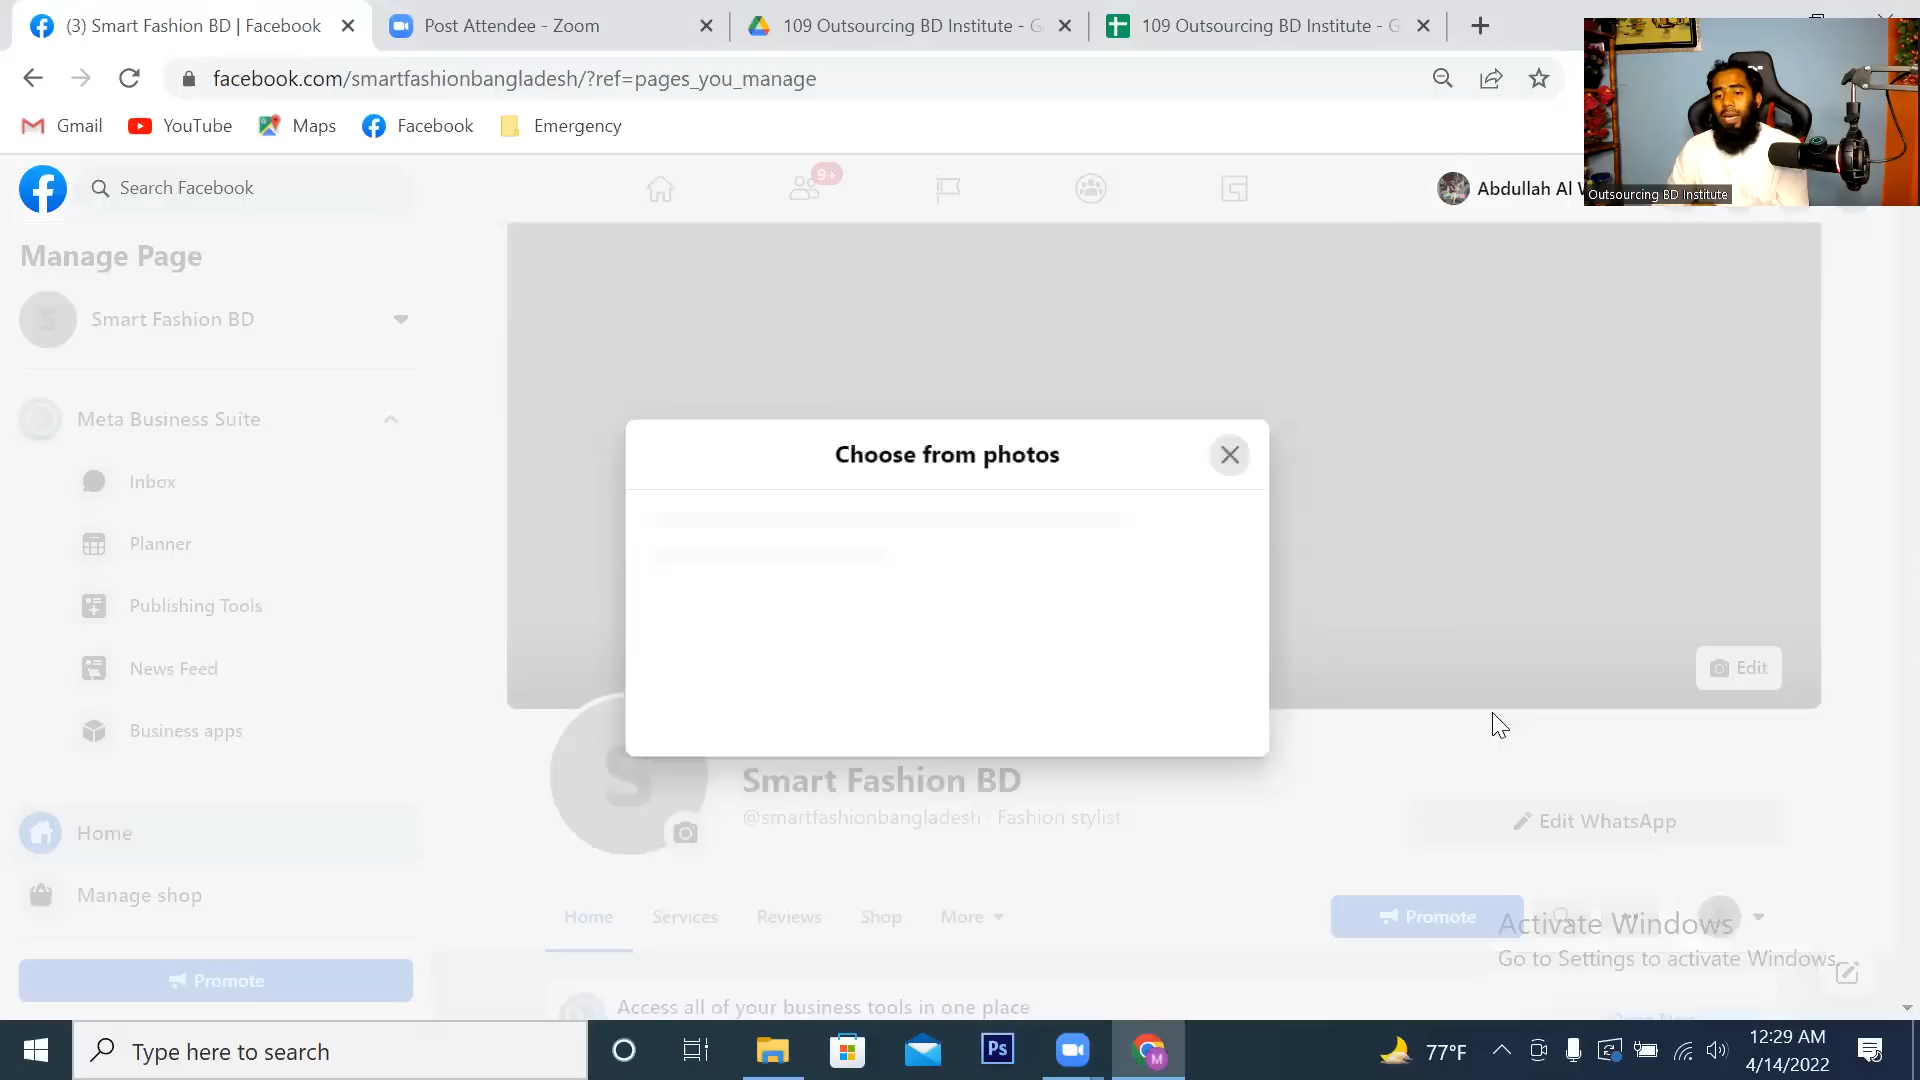 (3) Smart Fashion BD | Facebook
Post Attendee - Zoom
109 Outsourcing BD Institute - G
109 Outsourcing BD Institute - G
facebook.com/smartfashionbangladesh/?ref=pages_you_manage
Gmail
YouTube
Maps
Facebook
Emergency
Outsourcing BD Institute
Search Facebook
9+
Abdullah Al
Manage Page
Smart Fashion BD
Meta Business Suite
Inbox
Planner
Publishing Tools
News Feed
Business apps
Home
Manage shop
Promote
Choose from photos
Edit
S
Smart Fashion BD
@smartfashionbangladesh · Fashion stylist
Edit WhatsApp
Home
Services
Reviews
Shop
More
Promote
Activate Windows
Go to Settings to activate Windows.
Access all of your business tools in one place
Type here to search
Ps
M
77°F
12:29 AM
4/14/2022